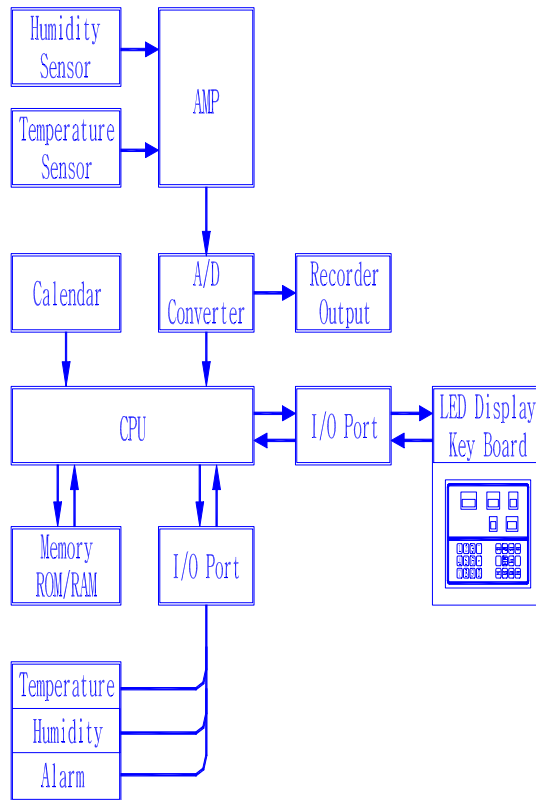 Humidity
Sensor
AMP
Temperature
Sensor
Calendar
A/D
Converter
Recorder
Output
CPU
I/O Port
LED Display
Key Board
Memory
ROM/RAM
I/O Port
Temperature
Humidity
Alarm